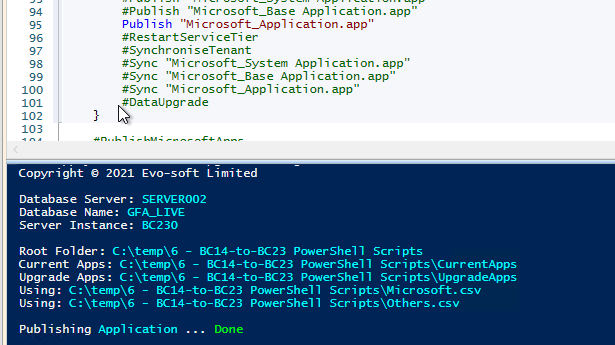 93 #Publish "Microsoft_System Application.app"
94 #Publish "Microsoft_Base Application.app"
95 Publish "Microsoft_Application.app"
96 #RestartServiceTier
97 #SynchroniseTenant
98 #Sync "Microsoft_System Application.app"
99 #Sync "Microsoft_Base Application.app"
100 #Sync "Microsoft_Application.app"
101 #DataUpgrade
102 }
103
104 #PublishMicrosoftApps
Copyright © 2021 Evo-soft Limited
Database Server: SERVER002
Database Name: GFA_LIVE
Server Instance: BC230
Root Folder: C:\temp\6 - BC14-to-BC23 PowerShell Scripts
Current Apps: C:\temp\6 - BC14-to-BC23 PowerShell Scripts\CurrentApps
Upgrade Apps: C:\temp\6 - BC14-to-BC23 PowerShell Scripts\UpgradeApps
Using: C:\temp\6 - BC14-to-BC23 PowerShell Scripts\Microsoft.csv
Using: C:\temp\6 - BC14-to-BC23 PowerShell Scripts\Others.csv
Publishing Application ... Done